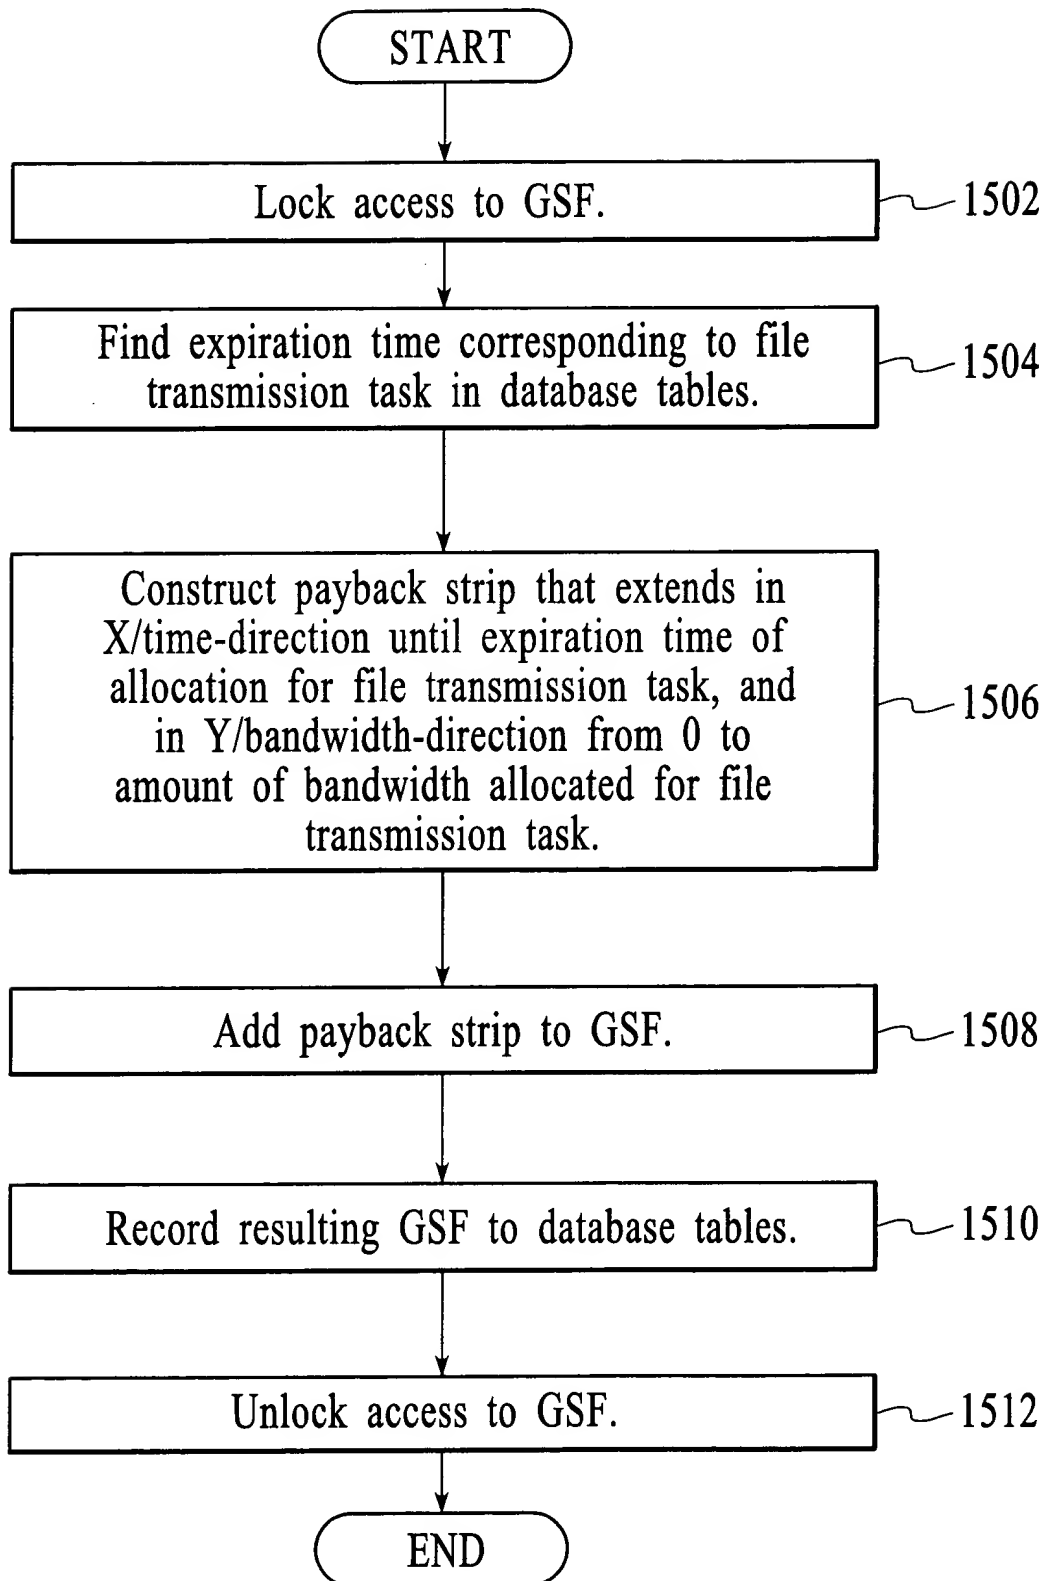 START
Lock access to GSF.
1502
Find expiration time corresponding to file
transmission task in database tables.
1504
Construct payback strip that extends in
X/time-direction until expiration time of
allocation for file transmission task, and
in Y/bandwidth-direction from 0 to
amount of bandwidth allocated for file
transmission task.
1506
Add payback strip to GSF.
1508
Record resulting GSF to database tables.
1510
Unlock access to GSF.
1512
END